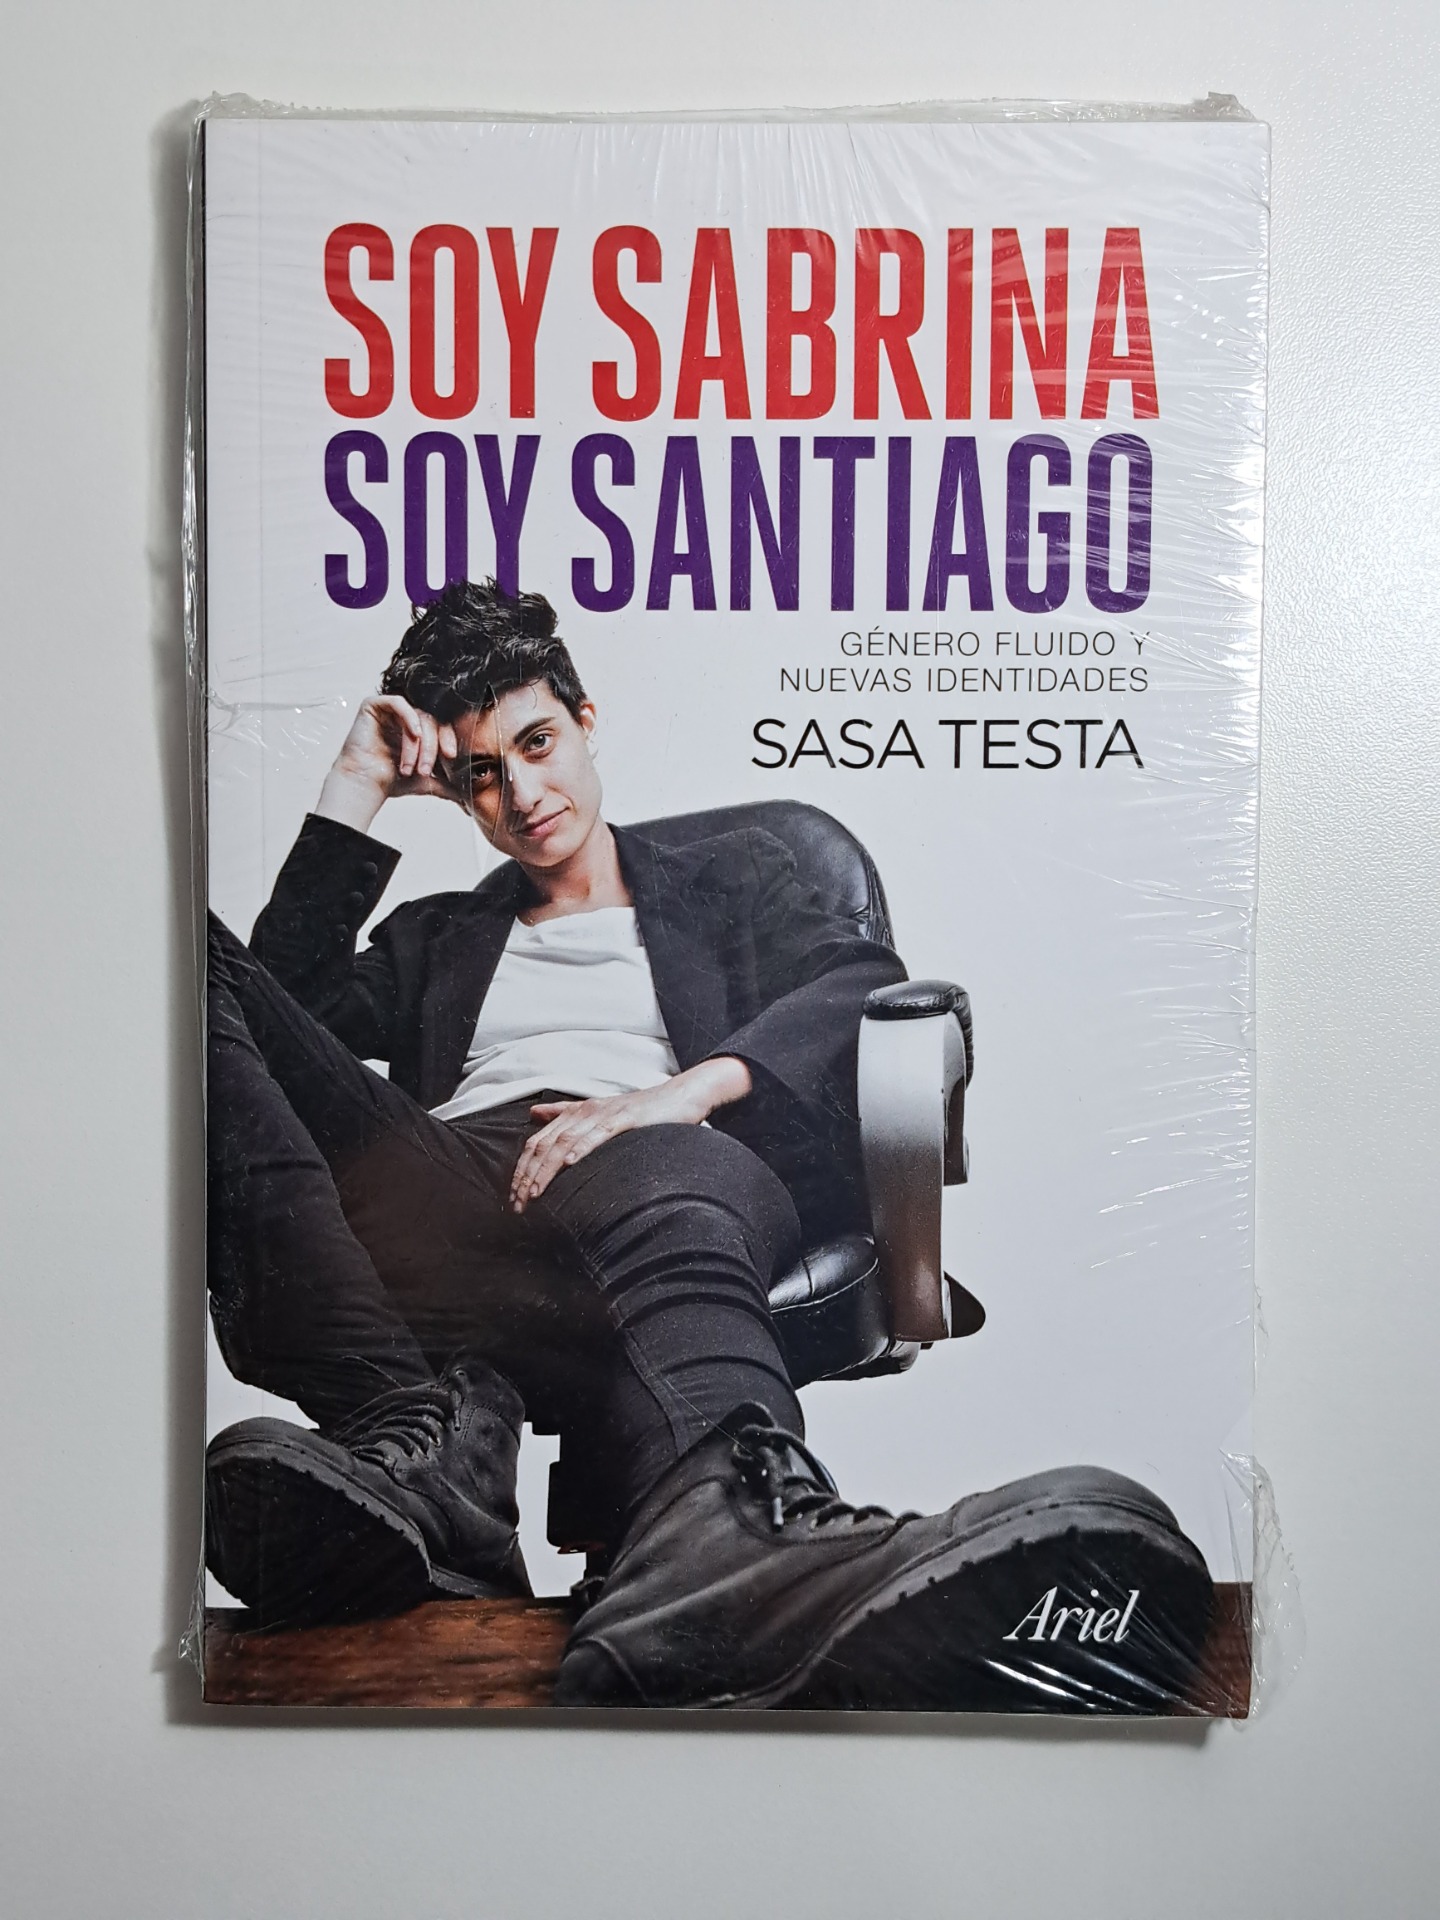 SOY SABRINA
SOY SANTIAGO
GÉNERO FLUIDO Y
NUEVAS IDENTIDADES
SASA TESTA
Ariel